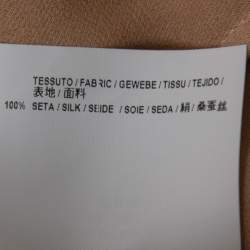 TESSUTO / FABRIC / GEWEBE / TISSU / TEJIDO /
表地 / 面料
100% SETA / SILK / SEIDE / SOIE / SEDA / 絹 / 桑蚕丝